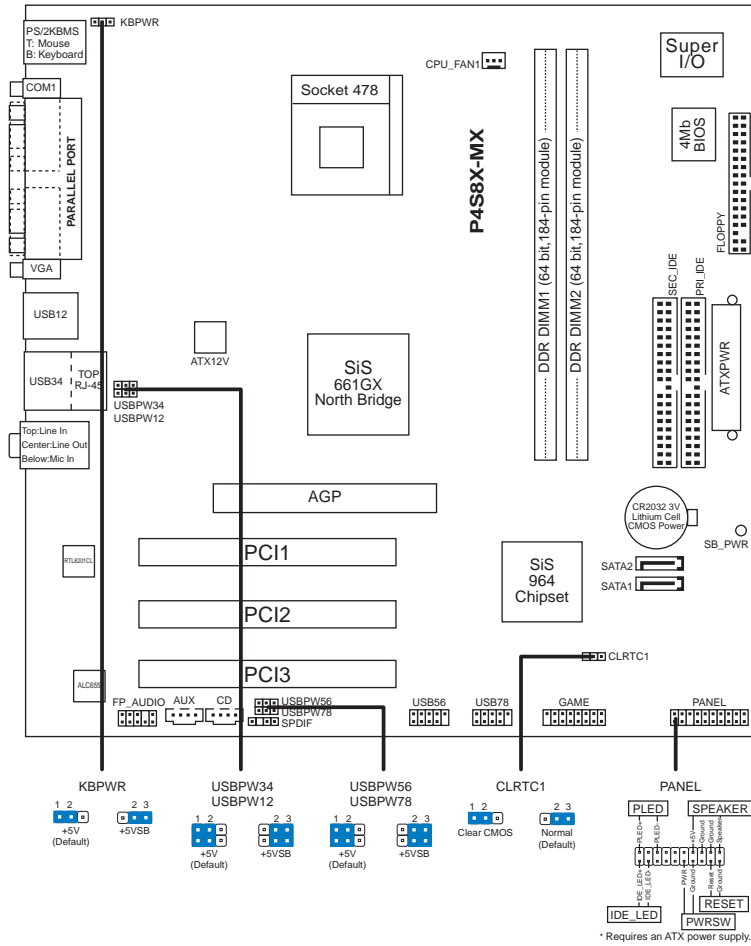 PS/2KBMS
T: Mouse
B: Keyboard
KBPWR
COM1
PARALLEL PORT
VGA
USB12
USB34
TOP
RJ-45
Top:Line In
Center:Line Out
Below:Mic In
RTL8201CL
ALC655
CPU_FAN1
Socket 478
P4S8X-MX
DDR DIMM1 (64 bit,184-pin module)
DDR DIMM2 (64 bit,184-pin module)
Super
I/O
4Mb
BIOS
FLOPPY
SEC_IDE
PRI_IDE
ATXPWR
ATX12V
SiS
661GX
North Bridge
USBPW34
USBPW12
AGP
PCI1
PCI2
PCI3
CR2032 3V
Lithium Cell
CMOS Power
SB_PWR
SiS
964
Chipset
SATA2
SATA1
CLRTC1
FP_AUDIO
AUX
CD
USBPW56
USBPW78
SPDIF
USB56
USB78
GAME
PANEL
KBPWR
1 2
+5V
(Default)
2 3
+5VSB
USBPW34
USBPW12
1 2
+5V
(Default)
2 3
+5VSB
USBPW56
USBPW78
1 2
+5V
(Default)
2 3
+5VSB
CLRTC1
1 2
Clear CMOS
2 3
Normal
(Default)
PANEL
PLED
SPEAKER
PLED+
PLED-
+5V
Ground
Ground
Speaker
IDE_LED+
IDE_LED-
PWR
Ground
Reset
Ground
IDE_LED
RESET
PWRSW
* Requires an ATX power supply.